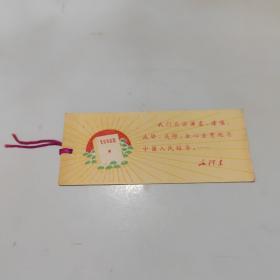 我们应该谦虚，谨慎，
戒骄，戒躁，全心全意地为
中国人民服务。
毛泽东